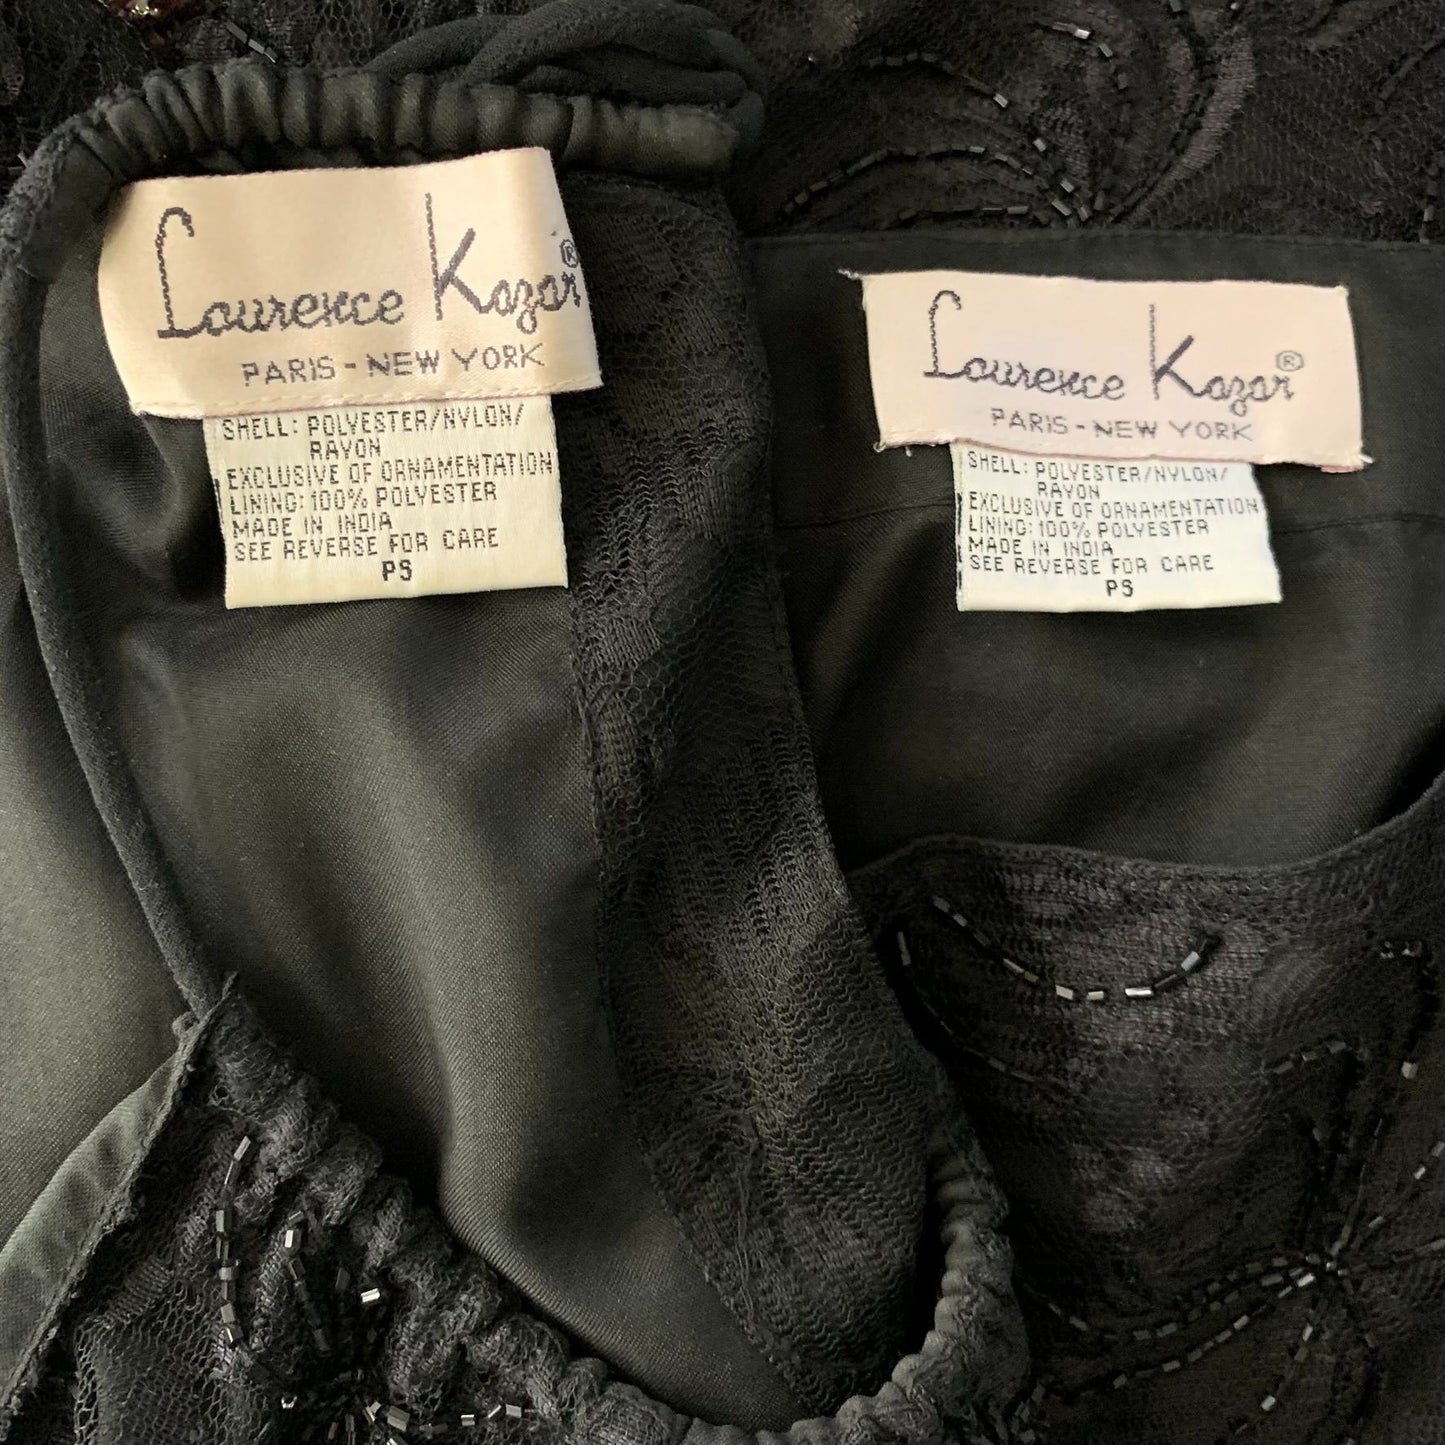 Lourence Kazar®
PARIS - NEW YORK
SHELL: POLYESTER/NYLON/
RAYON
EXCLUSIVE OF ORNAMENTATION
LINING: 100% POLYESTER
MADE IN INDIA
SEE REVERSE FOR CARE
PS
Lourence Kazar®
PARIS - NEW YORK
SHELL: POLYESTER/NYLON/
RAYON
EXCLUSIVE OF ORNAMENTATION
LINING: 100% POLYESTER
MADE IN INDIA
SEE REVERSE FOR CARE
PS